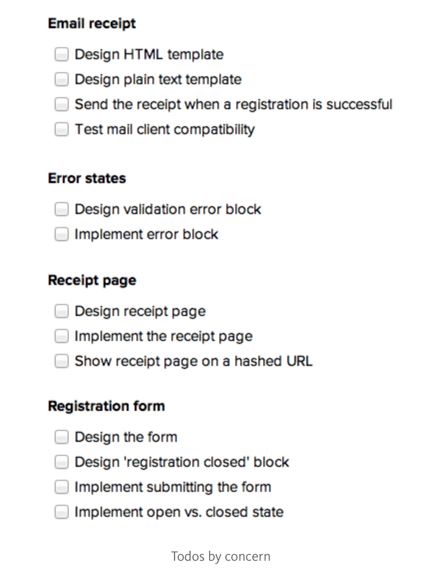 Email receipt
Design HTML template
Design plain text template
Send the receipt when a registration is successful
Test mail client compatibility
Error states
Design validation error block
Implement error block
Receipt page
Design receipt page
Implement the receipt page
Show receipt page on a hashed URL
Registration form
Design the form
Design 'registration closed' block
Implement submitting the form
Implement open vs. closed state
Todos by concern